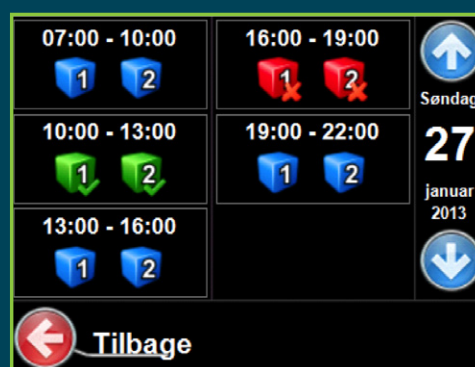 07:00 - 10:00
1 2
10:00 - 13:00
1 2
13:00 - 16:00
1 2
16:00 - 19:00
1 2
19:00 - 22:00
1 2
Søndag
27
januar
2013
Tilbage